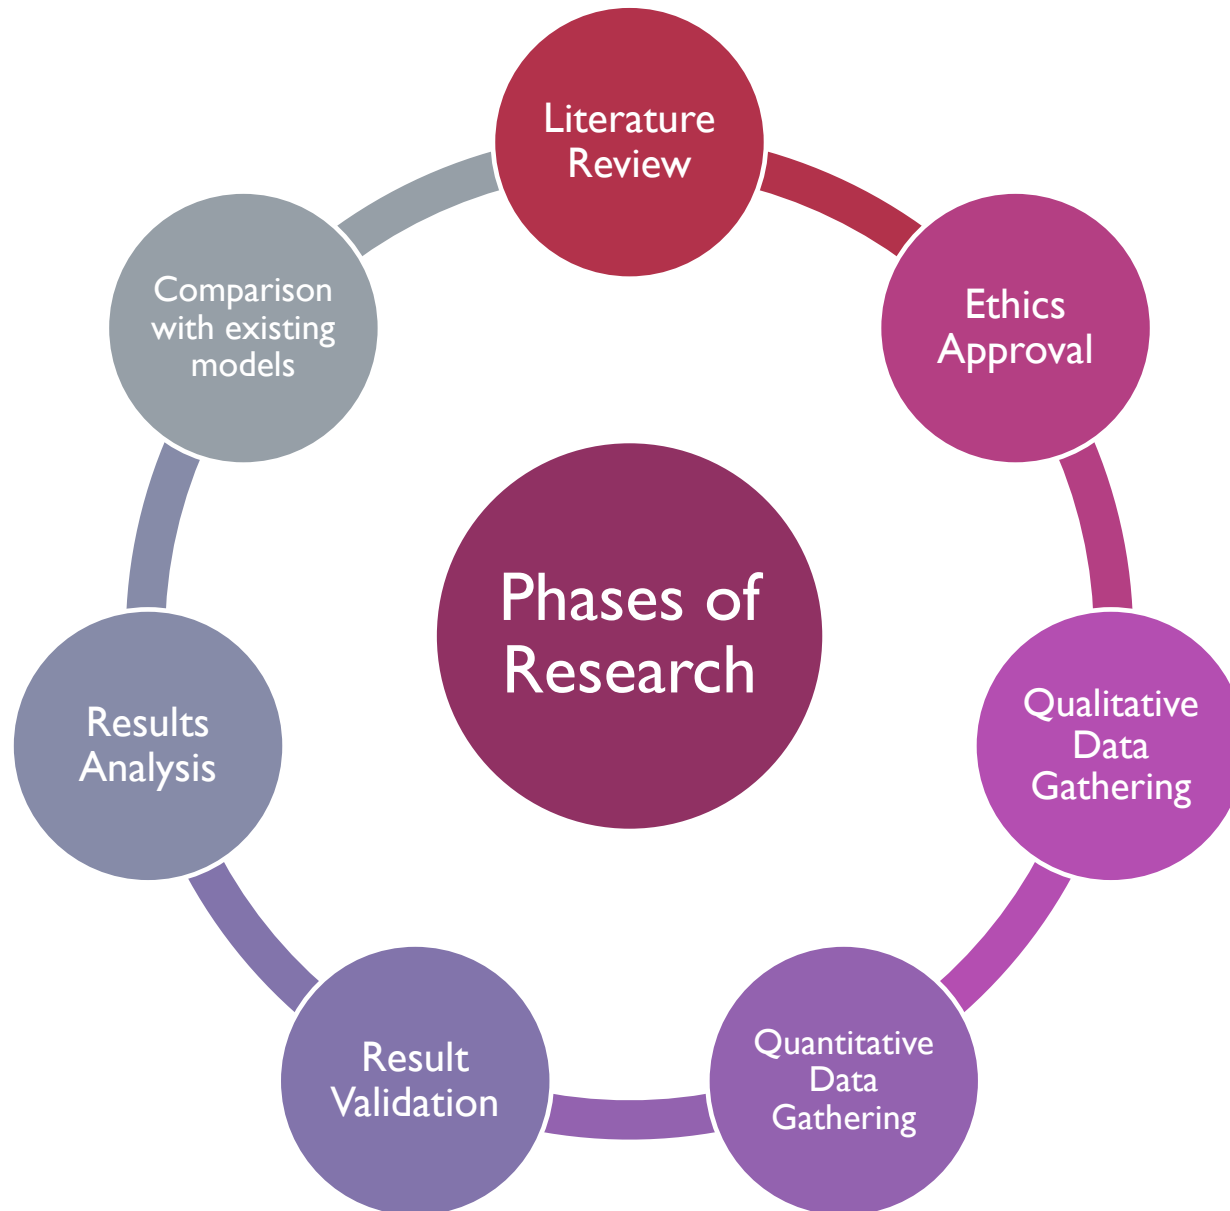 Literature
Review
Ethics
Approval
Qualitative
Data
Gathering
Quantitative
Data
Gathering
Result
Validation
Results
Analysis
Comparison
with existing
models
Phases of
Research